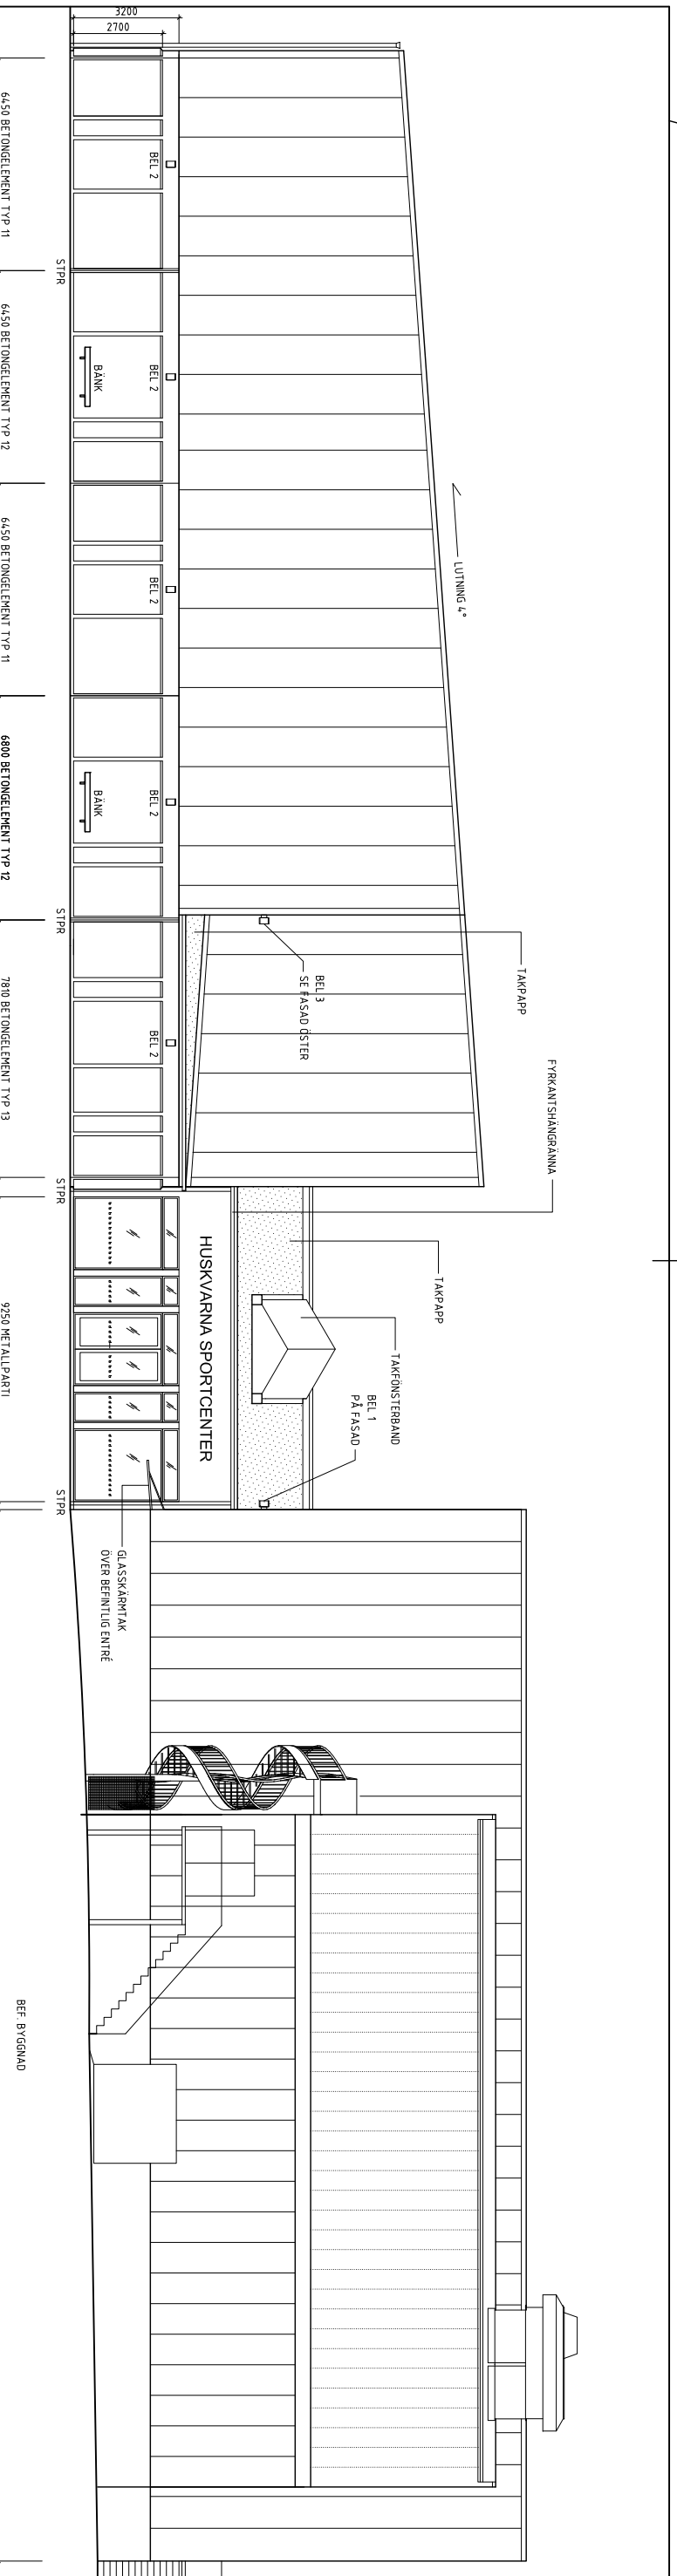 3200
2700
BEL 2
BEL 2
BÄNK
BEL 2
BEL 2
BÄNK
BEL 2
STPR
STPR
STPR
STPR
LUTNING 4°
TAKPAPP
BEL 3
SE FASAD ÖSTER
FYRKANTSHÄNGRÄNNA
TAKPAPP
TAKFÖNSTERBAND
BEL 1
PÅ FASAD
HUSKVARNA SPORTCENTER
GLASSKÄRMTAK
ÖVER BEFINTLIG ENTRÉ
6450 BETONGELEMENT TYP 11
6450 BETONGELEMENT TYP 12
6450 BETONGELEMENT TYP 11
6800 BETONGELEMENT TYP 12
7810 BETONGELEMENT TYP 13
9250 METALLPARTI
BEF. BYGGNAD